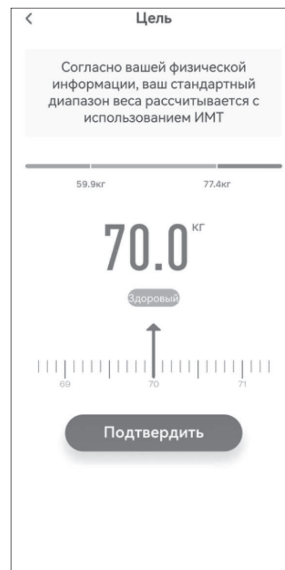 Цель
Согласно вашей физической
информации, ваш стандартный
диапазон веса рассчитывается с
использованием ИМТ
59.9кг 77.4кг
70.0 кг
Здоровый
69 70 71
Подтвердить